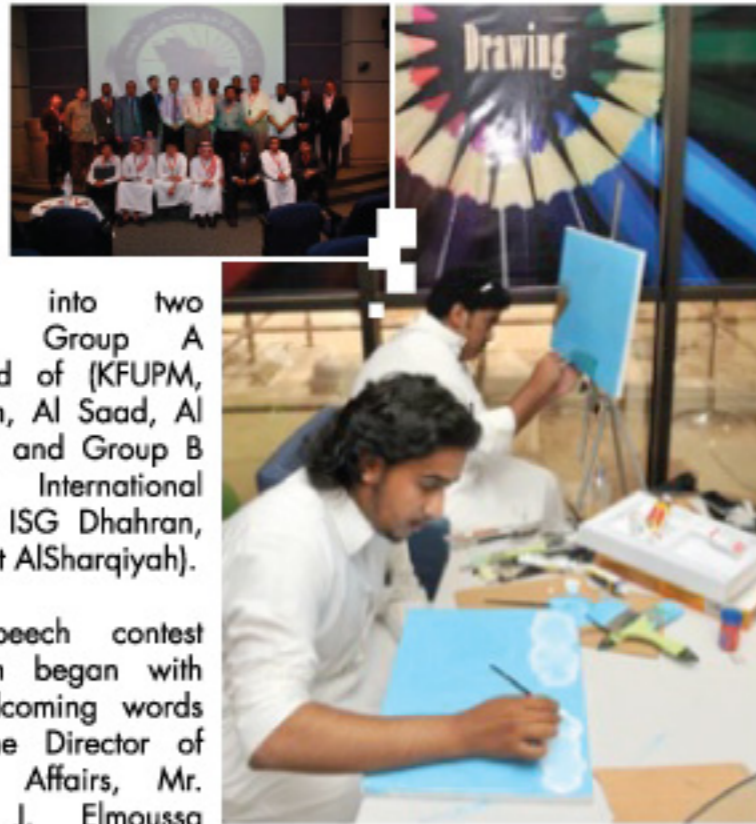 Drawing
into two
Group A
d of (KFUPM,
n, Al Saad, Al
and Group B
International
ISG Dhahran,
t AlSharqiyah).
peech contest
n began with
lcoming words
e Director of
Affairs, Mr.
J. Elmoussa